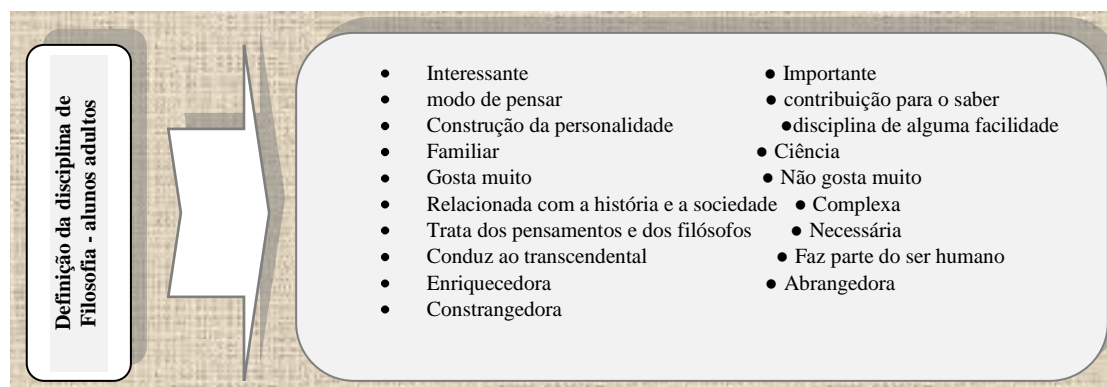 Definição da disciplina de
Filosofia - alunos adultos
• Interessante ● Importante
• modo de pensar ● contribuição para o saber
• Construção da personalidade ●disciplina de alguma facilidade
• Familiar ● Ciência
• Gosta muito ● Não gosta muito
• Relacionada com a história e a sociedade ● Complexa
• Trata dos pensamentos e dos filósofos ● Necessária
• Conduz ao transcendental ● Faz parte do ser humano
• Enriquecedora ● Abrangedora
• Constrangedora